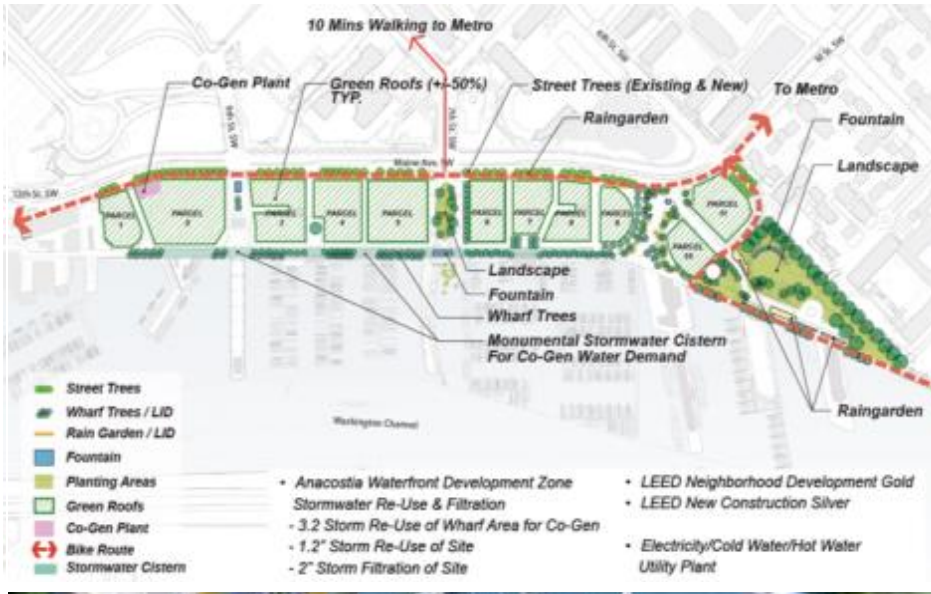 10 Mins Walking to Metro
Co-Gen Plant
Green Roofs (+/-50%)
TYP.
Street Trees (Existing & New)
To Metro
Raingarden
Fountain
Landscape
M St. SW
7th St. SW
Maine Ave. SW
PARCEL
1
PARCEL
2
PARCEL
3
PARCEL
4
PARCEL
5
PARCEL
PARCEL
PARCEL
PARCEL
PARCEL
PARCEL
Landscape
Fountain
Wharf Trees
Monumental Stormwater Cistern
For Co-Gen Water Demand
Raingarden
Washington Channel
Street Trees
Wharf Trees / LID
Rain Garden / LID
Fountain
Planting Areas
Green Roofs
Co-Gen Plant
Bike Route
Stormwater Cistern
• Anacostia Waterfront Development Zone
Stormwater Re-Use & Filtration
- 3.2 Storm Re-Use of Wharf Area for Co-Gen
- 1.2" Storm Re-Use of Site
- 2" Storm Filtration of Site
• LEED Neighborhood Development Gold
• LEED New Construction Silver
• Electricity/Cold Water/Hot Water
Utility Plant